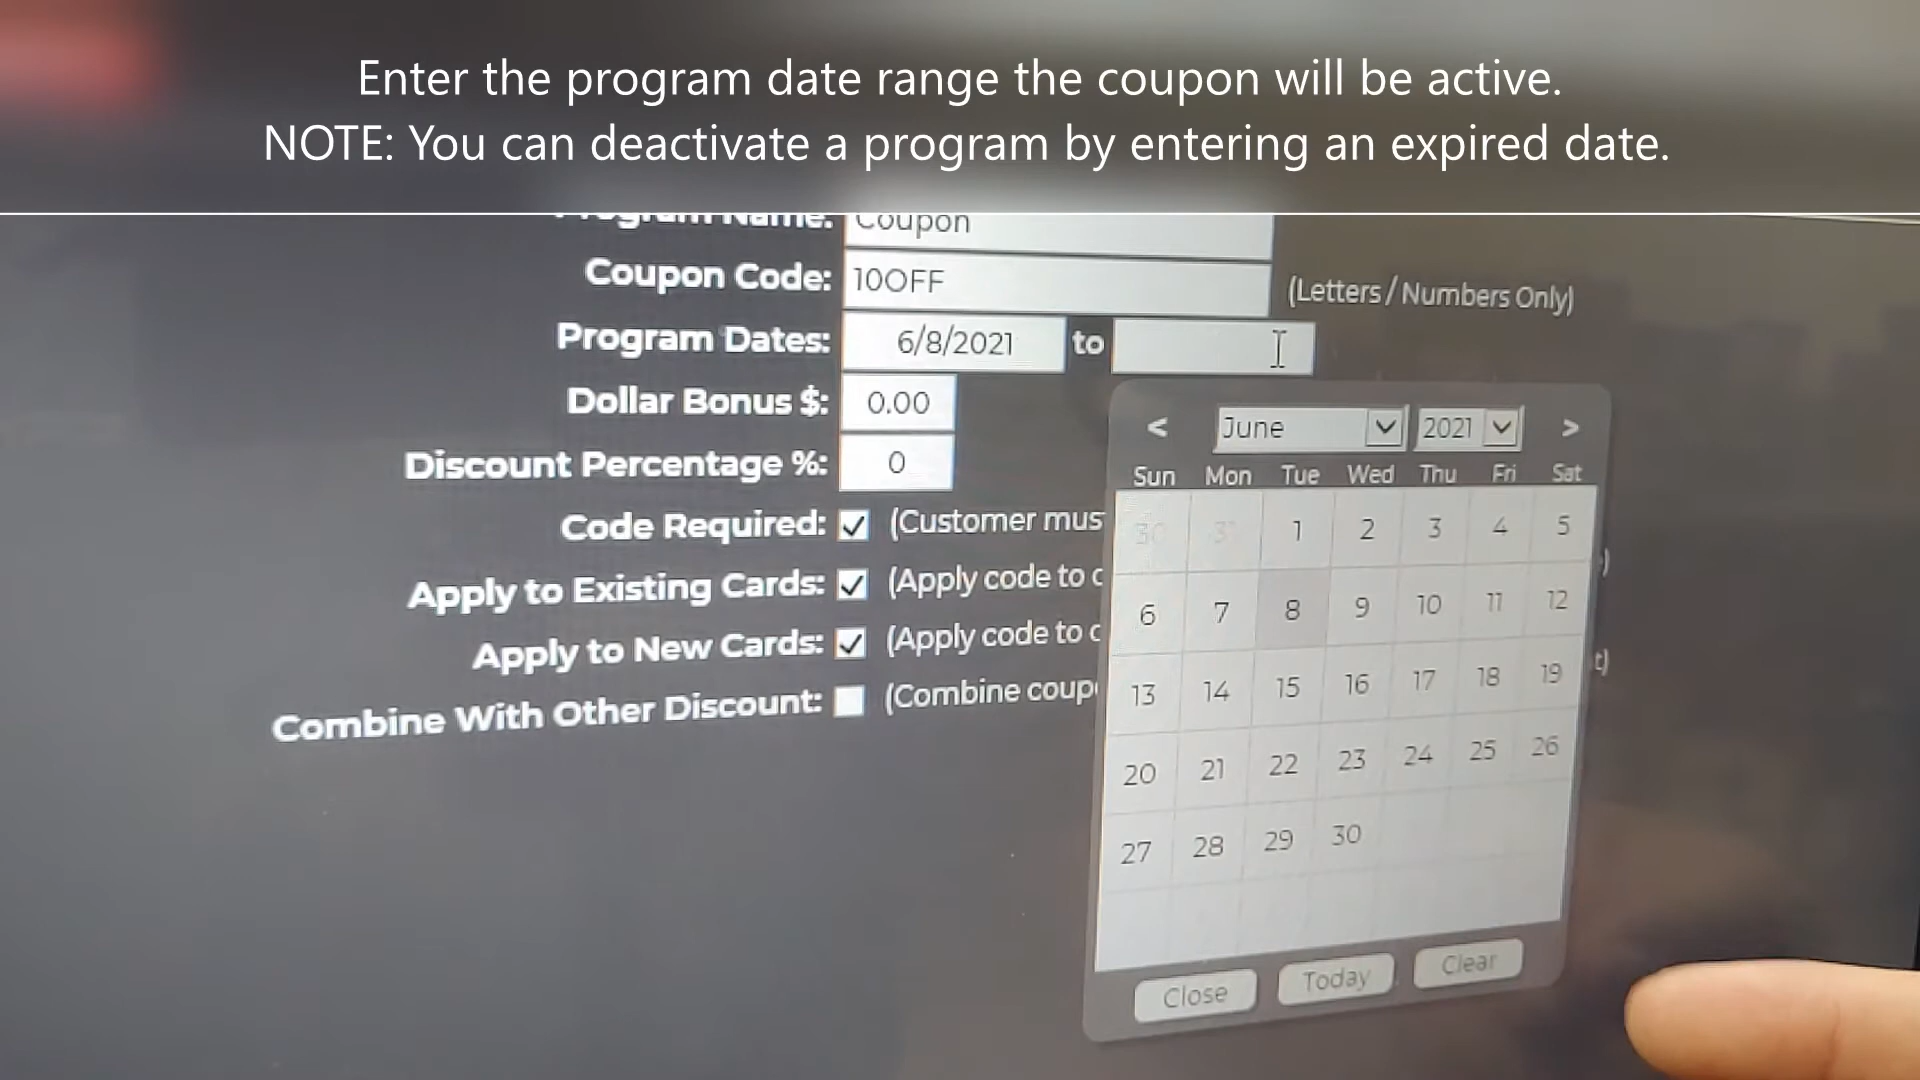 Enter the program date range the coupon will be active.
NOTE: You can deactivate a program by entering an expired date.
Program Name: Coupon
Coupon Code: 10OFF (Letters / Numbers Only)
Program Dates: 6/8/2021 to
Dollar Bonus $: 0.00
Discount Percentage %: 0
Code Required: (Customer mus
Apply to Existing Cards: (Apply code to c
)
Apply to New Cards: (Apply code to c
t)
Combine With Other Discount: (Combine coup
< June 2021 >
Sun Mon Tue Wed Thu Fri Sat
30 31 1 2 3 4 5
6 7 8 9 10 11 12
13 14 15 16 17 18 19
20 21 22 23 24 25 26
27 28 29 30
Close Today Clear